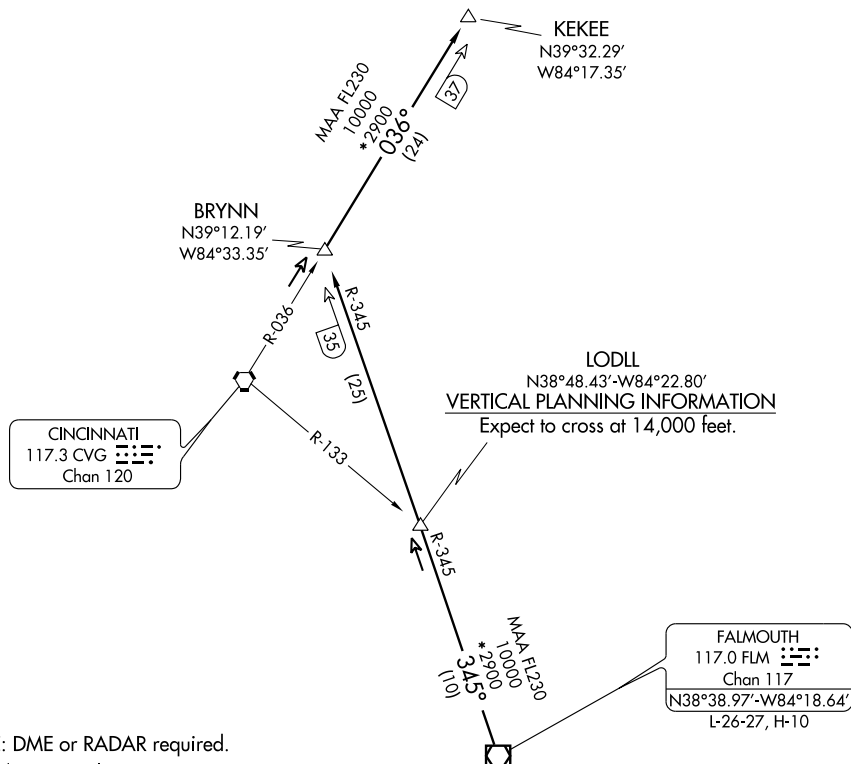 KEKEE
N39°32.29'
W84°17.35'
37
MAA FL230
10000
*2900
036°
(24)
BRYNN
N39°12.19'
W84°33.35'
R-036
R-345
35
(25)
LODLL
N38°48.43'-W84°22.80'
VERTICAL PLANNING INFORMATION
Expect to cross at 14,000 feet.
CINCINNATI
117.3 CVG
Chan 120
R-133
R-345
MAA FL230
10000
*2900
345°
(10)
FALMOUTH
117.0 FLM
Chan 117
N38°38.97'-W84°18.64'
L-26-27, H-10
: DME or RADAR required.